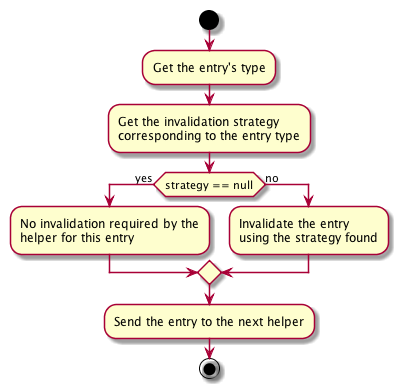 Get the entry's type
Get the invalidation strategy
corresponding to the entry type
yes
strategy == null
no
No invalidation required by the
helper for this entry
Invalidate the entry
using the strategy found
Send the entry to the next helper